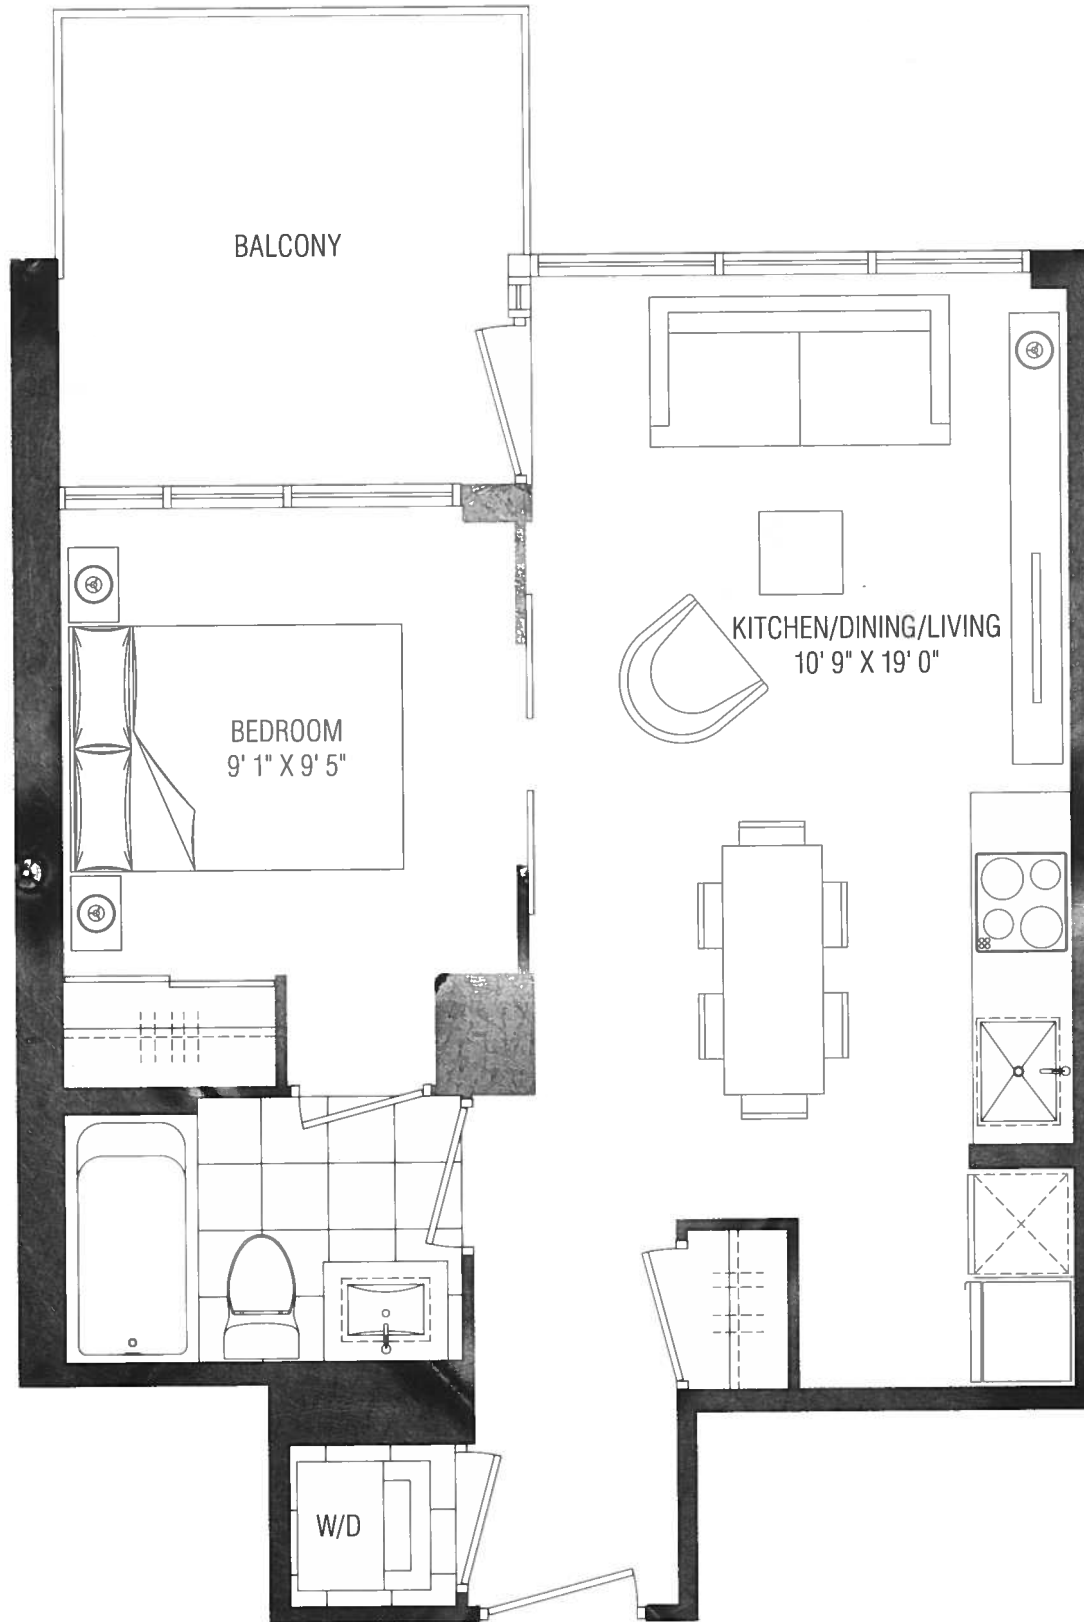 BALCONY
KITCHEN/DINING/LIVING
10' 9" X 19' 0"
BEDROOM
9' 1" X 9' 5"
W/D